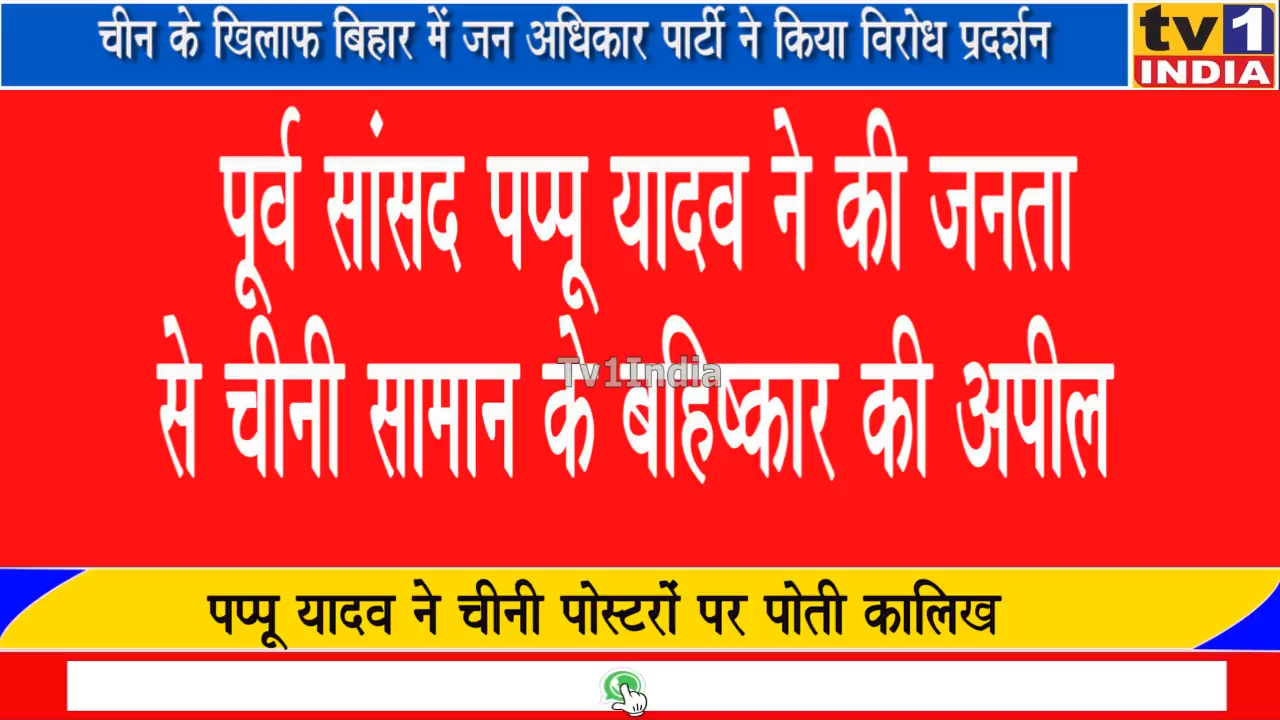 चीन के खिलाफ बिहार में जन अधिकार पार्टी ने किया विरोध प्रदर्शन
tv1
INDIA
पूर्व सांसद पप्पू यादव ने की जनता
से चीनी सामान के बहिष्कार की अपील
Tv1India
पप्पू यादव ने चीनी पोस्टरों पर पोती कालिख